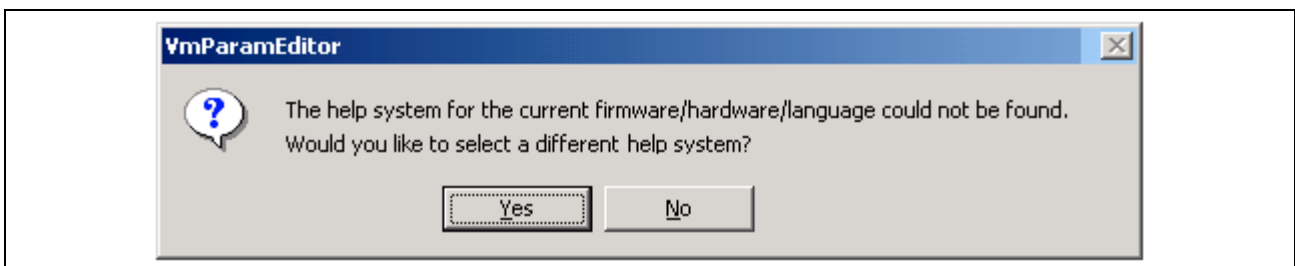 VmParamEditor
The help system for the current firmware/hardware/language could not be found.
Would you like to select a different help system?
Yes
No